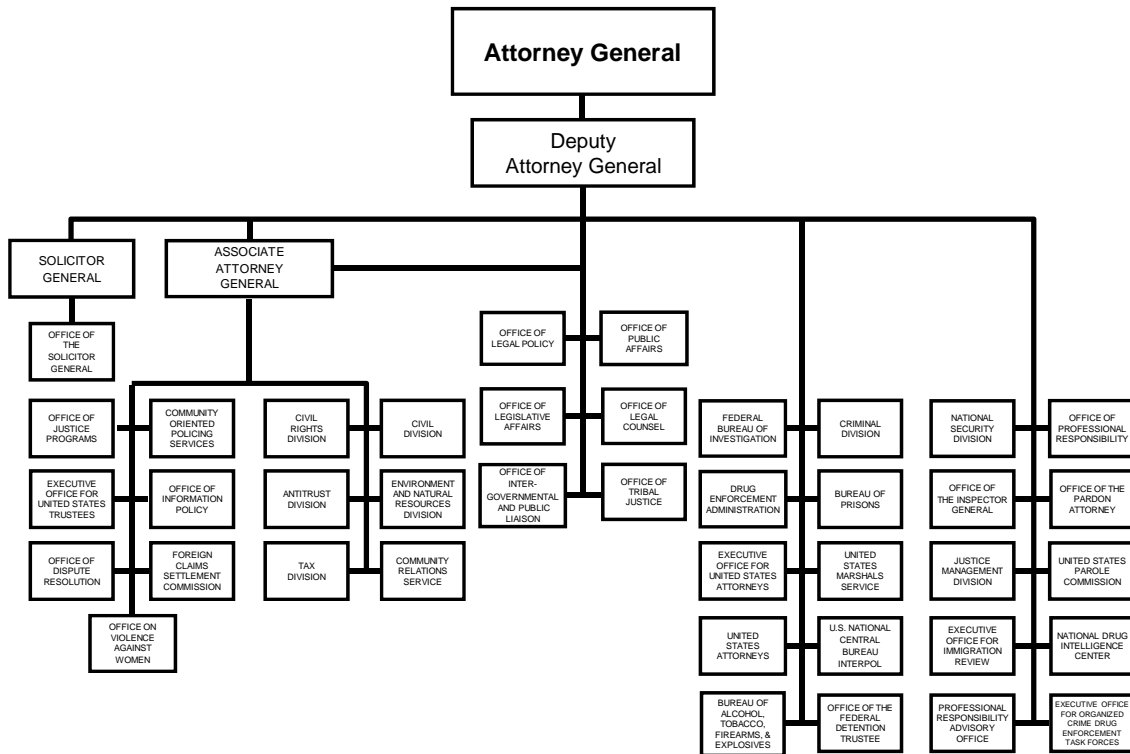 Attorney General
Deputy
Attorney General
SOLICITOR
GENERAL
ASSOCIATE
ATTORNEY
GENERAL
OFFICE OF
THE
SOLICITOR
GENERAL
OFFICE OF
LEGAL POLICY
OFFICE OF
PUBLIC
AFFAIRS
OFFICE OF
LEGISLATIVE
AFFAIRS
OFFICE OF
LEGAL
COUNSEL
OFFICE OF
INTER-
GOVERNMENTAL
AND PUBLIC
LIAISON
OFFICE OF
TRIBAL
JUSTICE
OFFICE OF
JUSTICE
PROGRAMS
COMMUNITY
ORIENTED
POLICING
SERVICES
EXECUTIVE
OFFICE FOR
UNITED STATES
TRUSTEES
OFFICE OF
INFORMATION
POLICY
OFFICE OF
DISPUTE
RESOLUTION
FOREIGN
CLAIMS
SETTLEMENT
COMMISSION
OFFICE ON
VIOLENCE
AGAINST
WOMEN
CIVIL
RIGHTS
DIVISION
CIVIL DIVISION
ANTITRUST
DIVISION
ENVIRONMENT
AND NATURAL
RESOURCES
DIVISION
TAX
DIVISION
COMMUNITY
RELATIONS
SERVICE
FEDERAL
BUREAU OF
INVESTIGATION
CRIMINAL
DIVISION
DRUG
ENFORCEMENT
ADMINISTRATION
BUREAU OF
PRISONS
EXECUTIVE
OFFICE FOR
UNITED STATES
ATTORNEYS
UNITED
STATES
MARSHALS
SERVICE
UNITED
STATES
ATTORNEYS
U.S. NATIONAL
CENTRAL
BUREAU
INTERPOL
BUREAU OF
ALCOHOL,
TOBACCO,
FIREARMS, &
EXPLOSIVES
OFFICE OF THE
FEDERAL
DETENTION
TRUSTEE
NATIONAL
SECURITY
DIVISION
OFFICE OF
PROFESSIONAL
RESPONSIBILITY
OFFICE OF
THE INSPECTOR
GENERAL
OFFICE OF THE
PARDON
ATTORNEY
JUSTICE
MANAGEMENT
DIVISION
UNITED STATES
PAROLE
COMMISSION
EXECUTIVE
OFFICE FOR
IMMIGRATION
REVIEW
NATIONAL DRUG
INTELLIGENCE
CENTER
PROFESSIONAL
RESPONSIBILITY
ADVISORY
OFFICE
EXECUTIVE OFFICE
FOR ORGANIZED
CRIME DRUG
ENFORCEMENT
TASK FORCES